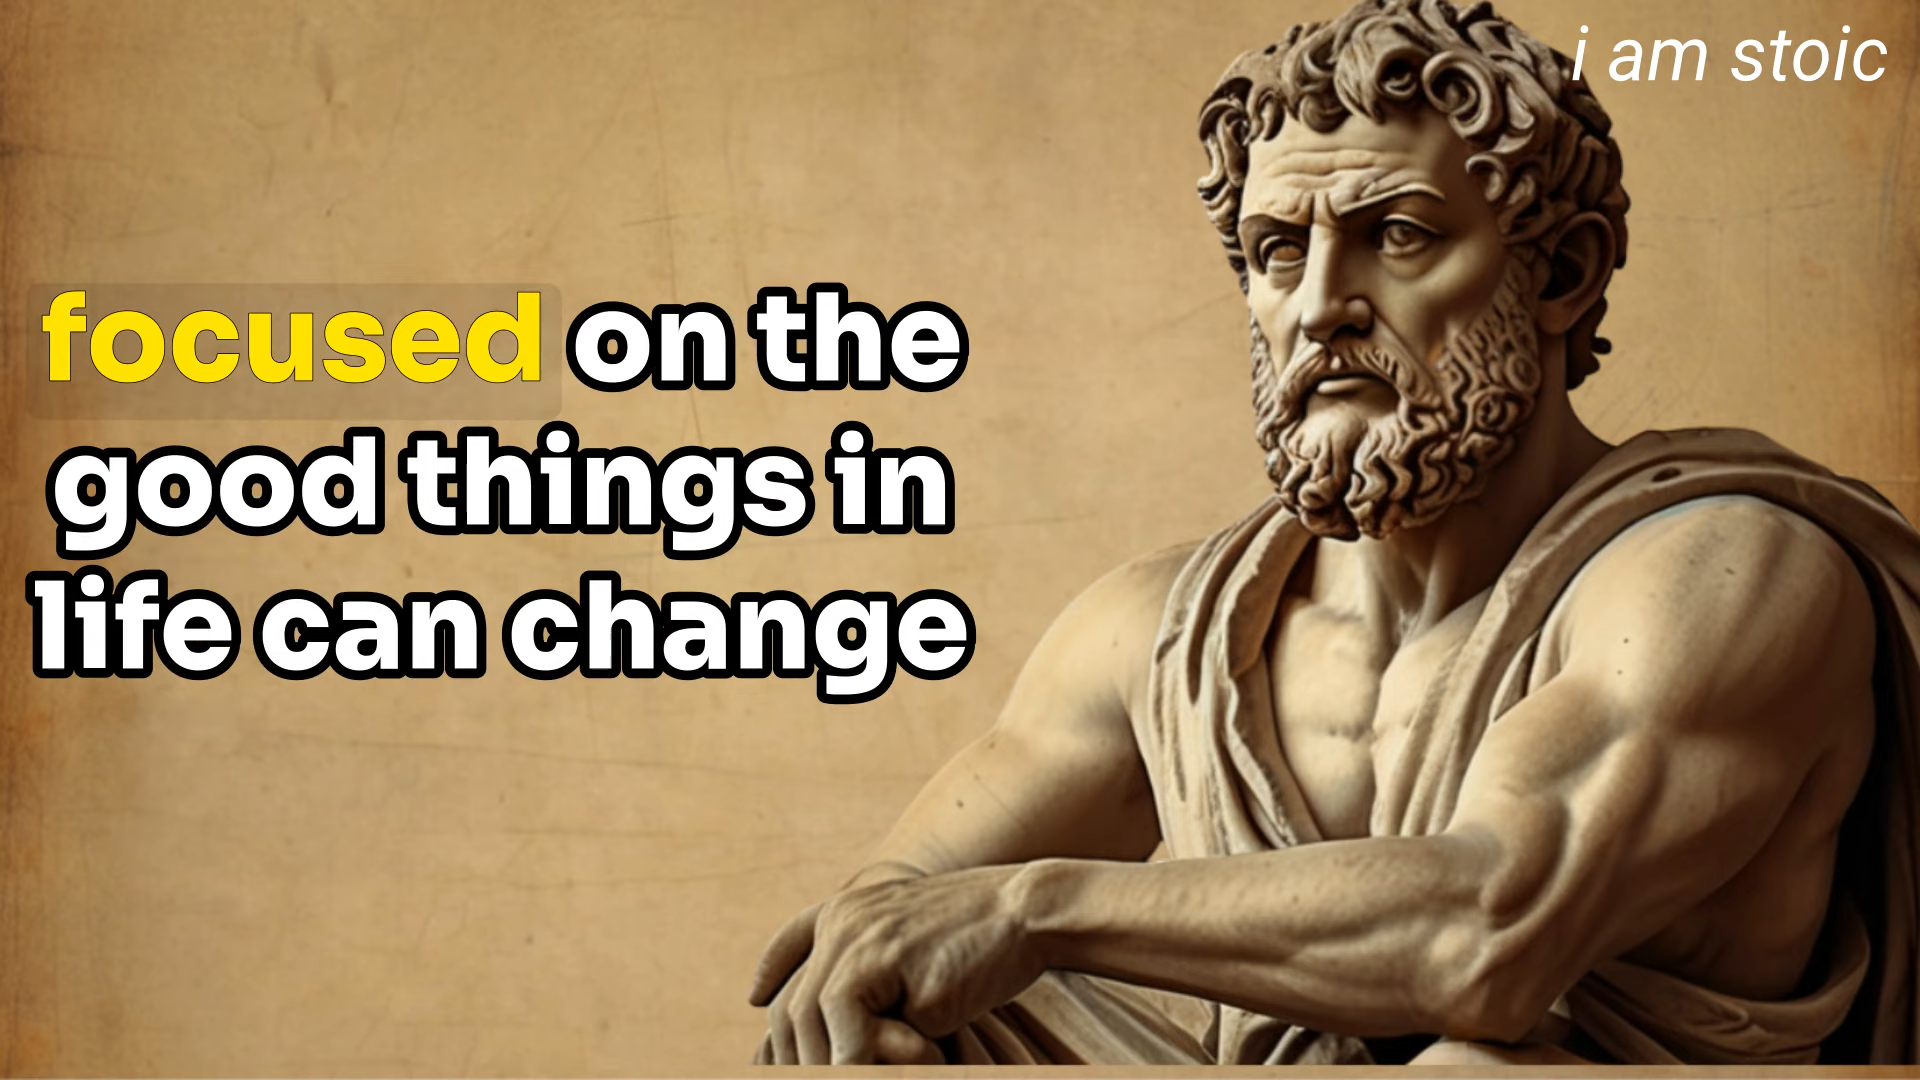 i am stoic
focused on the
good things in
life can change